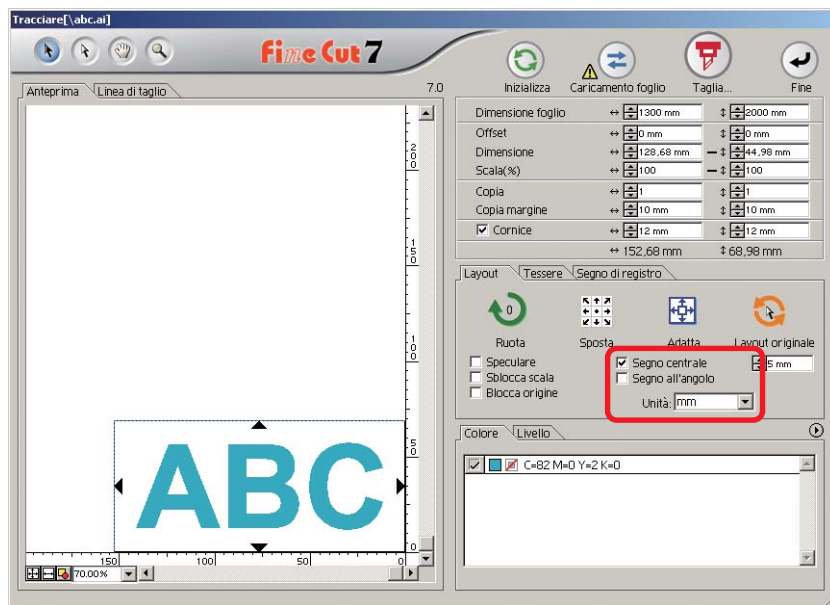 Tracciare[\abc.ai]
Fine Cut 7
Inizializza Caricamento foglio Taglia... Fine
Anteprima Linea di taglio 7.0
Dimensione foglio 1300 mm 2000 mm
Offset 0 mm 0 mm
Dimensione 128,68 mm 44,98 mm
Scala(%) 100 100
Copia 1 1
Copia margine 10 mm 10 mm
Cornice 12 mm 12 mm
152,68 mm 68,98 mm
Layout Tessere Segno di registro
0
Ruota Sposta Adatta Layout originale
Speculare Segno centrale 5 mm
Sblocca scala Segno all'angolo
Blocca origine
Unità: mm
Colore Livello
C=82 M=0 Y=2 K=0
200
150
100
50
0
ABC
150 100 50 0
70.00%